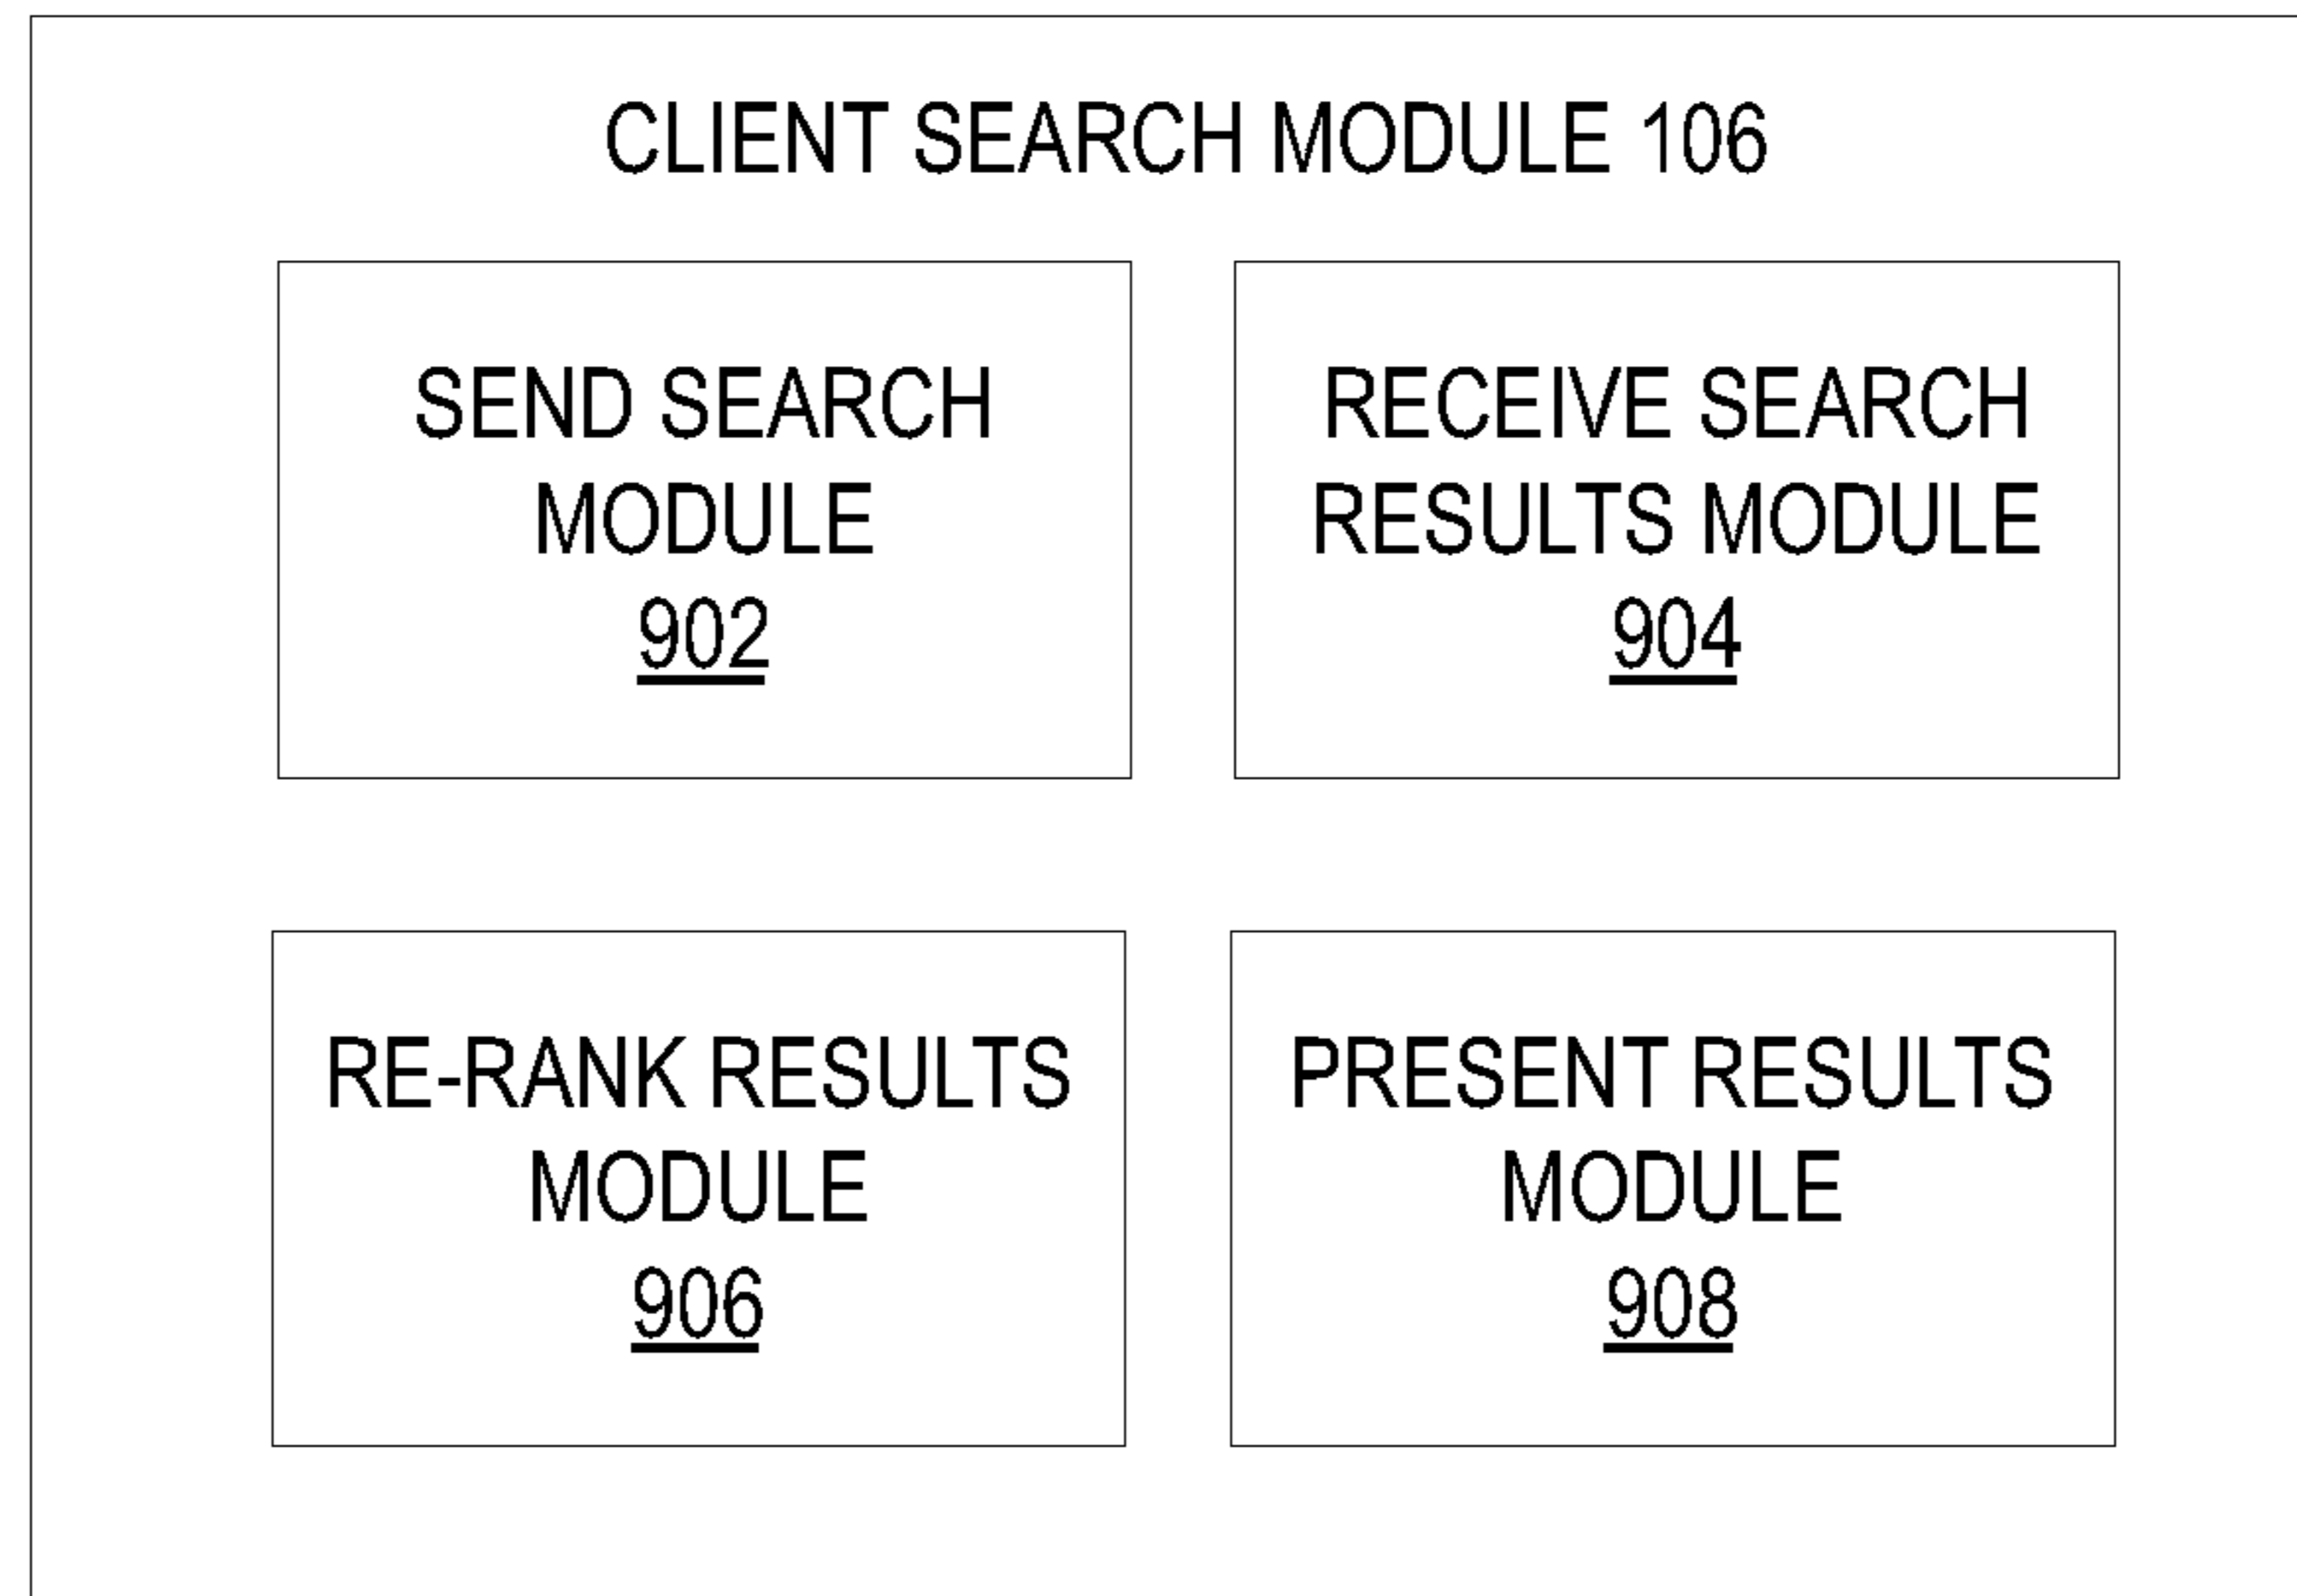 CLIENT SEARCH MODULE 106
SEND SEARCH
MODULE
902
RECEIVE SEARCH
RESULTS MODULE
904
RE-RANK RESULTS
MODULE
906
PRESENT RESULTS
MODULE
908